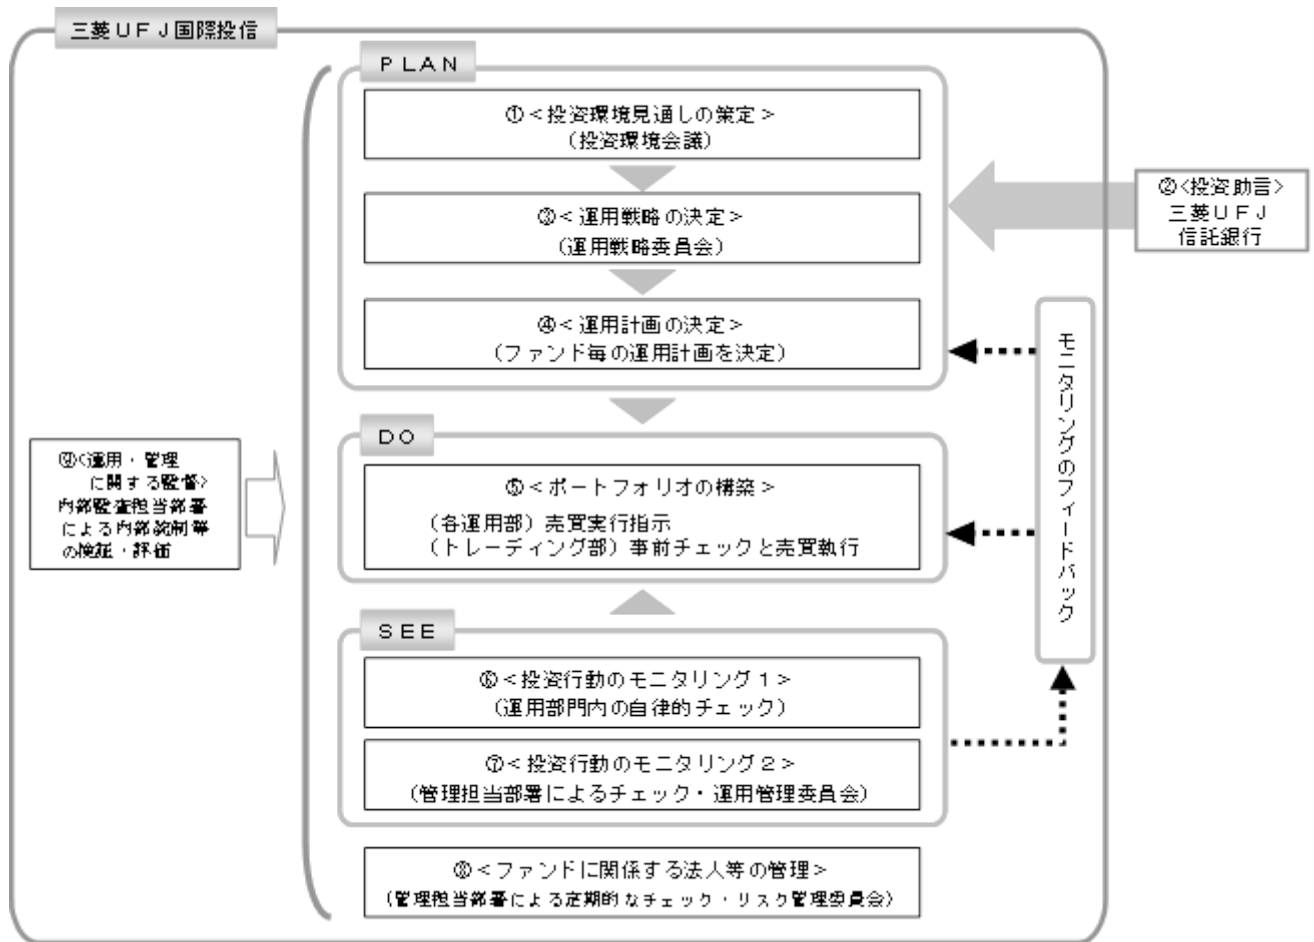 三菱ＵＦＪ国際投信
ＰＬＡＮ
①＜投資環境見通しの策定＞
（投資環境会議）
②<投資助言>
三菱ＵＦＪ
信託銀行
③＜運用戦略の決定＞
（運用戦略委員会）
④＜運用計画の決定＞
（ファンド毎の運用計画を決定）
モニタリングのフィードバック
ＤＯ
⑤＜ポートフォリオの構築＞
（各運用部）売買実行指示
（トレーディング部）事前チェックと売買執行
⑨<運用・管理
に関する監督>
内部監査担当部署
による内部統制等
の検証・評価
ＳＥＥ
⑥＜投資行動のモニタリング１＞
（運用部門内の自律的チェック）
⑦＜投資行動のモニタリング２＞
（管理担当部署によるチェック・運用管理委員会）
⑧＜ファンドに関係する法人等の管理＞
（管理担当部署による定期的なチェック・リスク管理委員会）